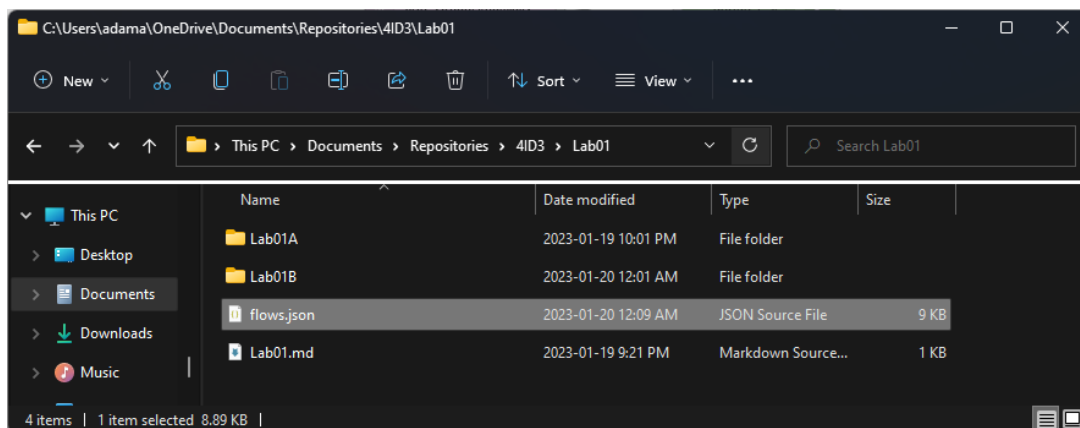 C:\Users\adama\OneDrive\Documents\Repositories\4ID3\Lab01
New Sort View
This PC > Documents > Repositories > 4ID3 > Lab01 Search Lab01
Name Date modified Type Size
This PC
Desktop
Documents
Downloads
Music
Lab01A 2023-01-19 10:01 PM File folder
Lab01B 2023-01-20 12:01 AM File folder
flows.json 2023-01-20 12:09 AM JSON Source File 9 KB
Lab01.md 2023-01-19 9:21 PM Markdown Source... 1 KB
4 items | 1 item selected 8.89 KB |